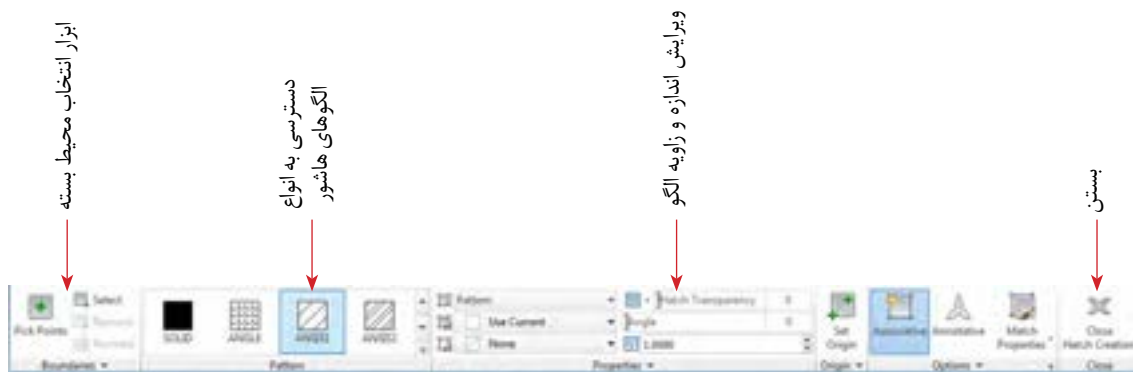 ابزار انتخاب محیط بسته
دسترسی به انواع
الگوهای هاشور
ویرایش اندازه و زاویه الگو
بستن
Pick Points
Select
Boundaries
SOLID
ANGLE
ANSI31
ANSI32
Pattern
Pattern
Use Current
None
Hatch Transparency 0
Angle 0
1.0000
Properties
Set
Origin
Origin
Associative
Annotative
Match
Properties
Options
Close
Hatch Creation
Close